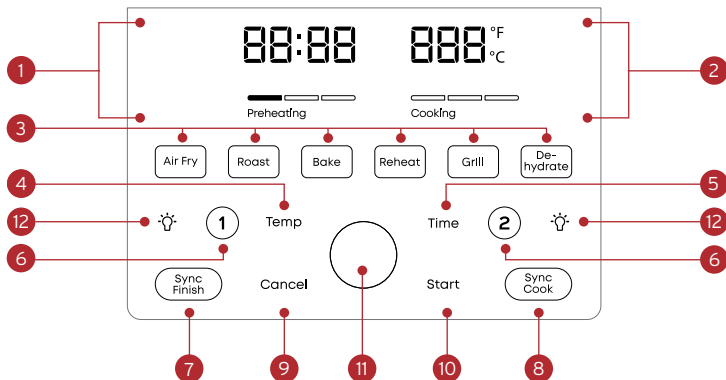 88:88 888 °F
°C
1 2
Preheating Cooking
3
Air Fry Roast Bake Reheat Grill De-
hydrate
4 5
12 1 Temp Time 2 12
6 6
Sync
Finish
Cancel Start
Sync
Cook
7 9 11 10 8